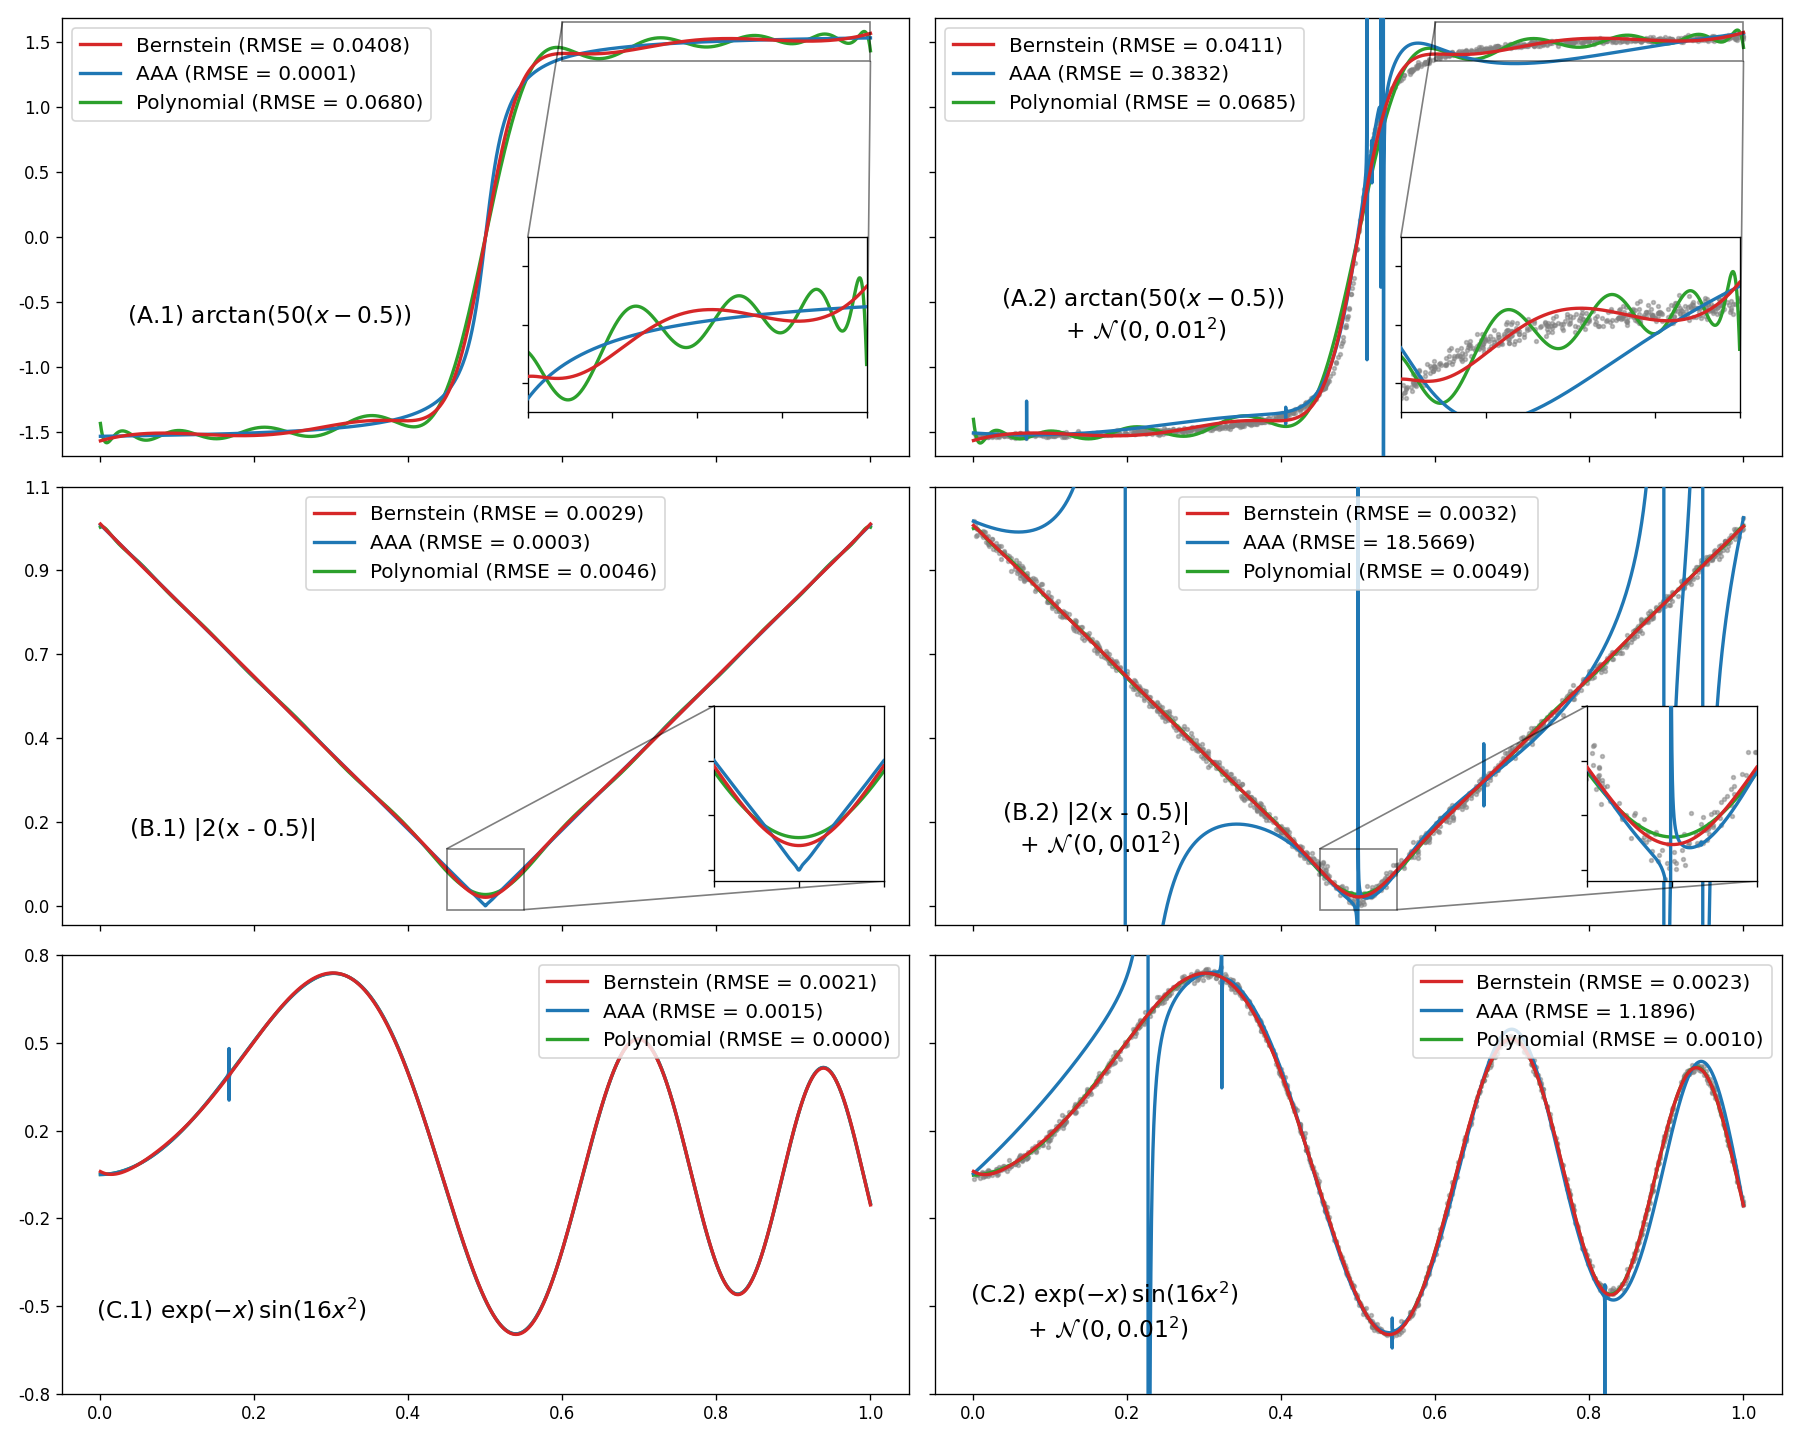 Bernstein (RMSE = 0.0408)
AAA (RMSE = 0.0001)
Polynomial (RMSE = 0.0680)
1.5
1.0
0.5
0.0
-0.5
-1.0
-1.5
(A.1) arctan(50(x − 0.5))
Bernstein (RMSE = 0.0411)
AAA (RMSE = 0.3832)
Polynomial (RMSE = 0.0685)
(A.2) arctan(50(x − 0.5))
+ 𝒩(0, 0.01²)
Bernstein (RMSE = 0.0029)
AAA (RMSE = 0.0003)
Polynomial (RMSE = 0.0046)
1.1
0.9
0.7
0.4
0.2
0.0
(B.1) |2(x - 0.5)|
Bernstein (RMSE = 0.0032)
AAA (RMSE = 18.5669)
Polynomial (RMSE = 0.0049)
(B.2) |2(x - 0.5)|
+ 𝒩(0, 0.01²)
Bernstein (RMSE = 0.0021)
AAA (RMSE = 0.0015)
Polynomial (RMSE = 0.0000)
0.8
0.5
0.2
-0.2
-0.5
-0.8
(C.1) exp(−x) sin(16x²)
0.0 0.2 0.4 0.6 0.8 1.0
Bernstein (RMSE = 0.0023)
AAA (RMSE = 1.1896)
Polynomial (RMSE = 0.0010)
(C.2) exp(−x) sin(16x²)
+ 𝒩(0, 0.01²)
0.0 0.2 0.4 0.6 0.8 1.0